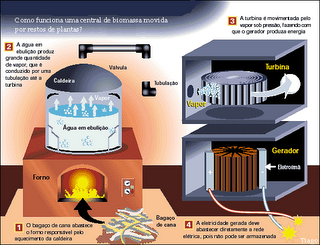 Como funciona uma central de biomassa movida
por restos de plantas?
2 A água em
ebulição produz
grande quantidade
de vapor, que é
conduzido por uma
tubulação até a
turbina
Válvula
Caldeira
Tubulação
Vapor
Água em ebulição
Forno
1 O bagaço de cana abastece
o forno responsável pelo
aquecimento da caldeira
Bagaço
de cana
3 A turbina é movimentada pelo
vapor sob pressão, fazendo com
que o gerador produza energia
Turbina
Vapor
Gerador
Eletroímã
4 A eletricidade gerada deve
abastecer diretamente a rede
elétrica, pois não pode ser armazenada